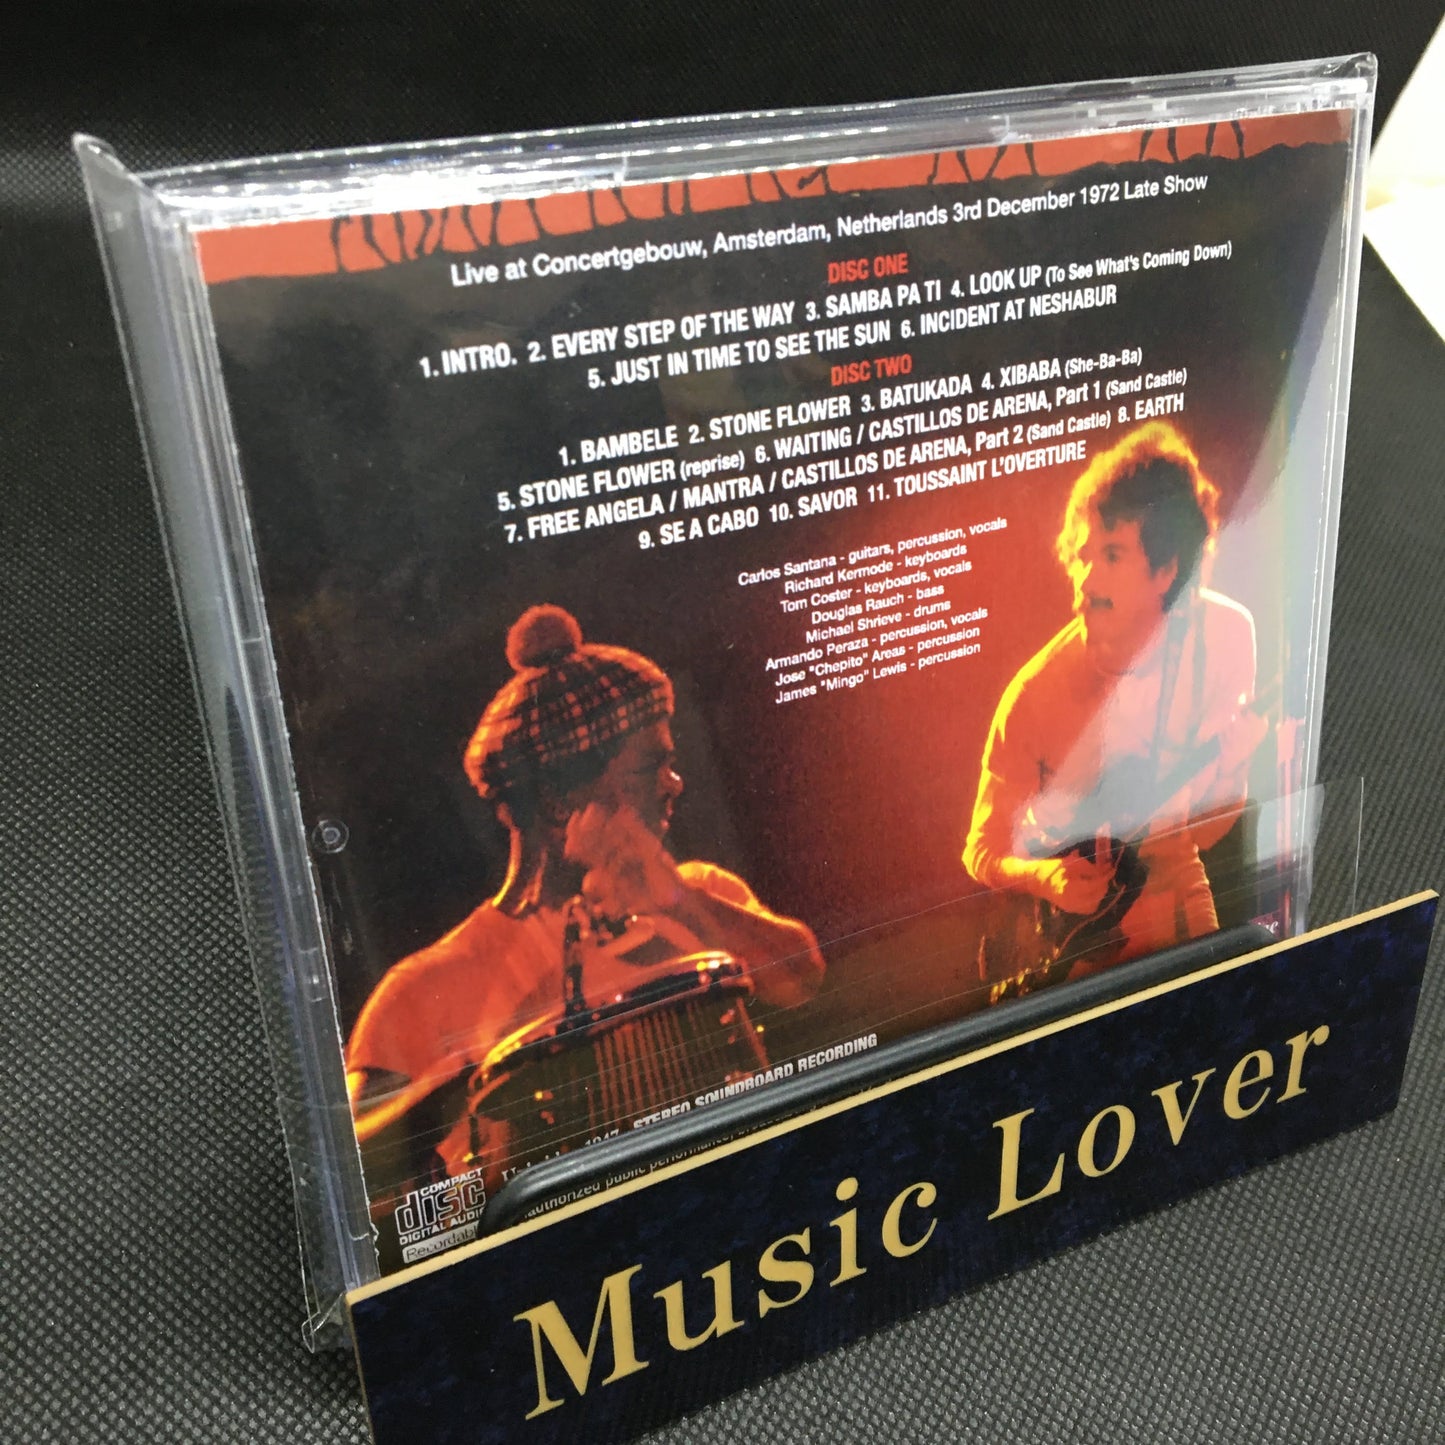 Live at Concertgebouw, Amsterdam, Netherlands 3rd December 1972 Late Show
DISC ONE
1. INTRO. 2. EVERY STEP OF THE WAY 3. SAMBA PA TI 4. LOOK UP (To See What's Coming Down)
5. JUST IN TIME TO SEE THE SUN 6. INCIDENT AT NESHABUR
DISC TWO
1. BAMBELE 2. STONE FLOWER 3. BATUKADA 4. XIBABA (She-Ba-Ba)
5. STONE FLOWER (reprise) 6. WAITING / CASTILLOS DE ARENA, Part 1 (Sand Castle)
7. FREE ANGELA / MANTRA / CASTILLOS DE ARENA, Part 2 (Sand Castle) 8. EARTH
9. SE A CABO 10. SAVOR 11. TOUSSAINT L'OVERTURE
Carlos Santana - guitars, percussion, vocals
Richard Kermode - keyboards
Tom Coster - keyboards, vocals
Douglas Rauch - bass
Michael Shrieve - drums
Armando Peraza - percussion, vocals
Jose "Chepito" Areas - percussion
James "Mingo" Lewis - percussion
STEREO SOUNDBOARD RECORDING
authorized public performance,
COMPACT
disc
DIGITAL AUDIO
Music Lover